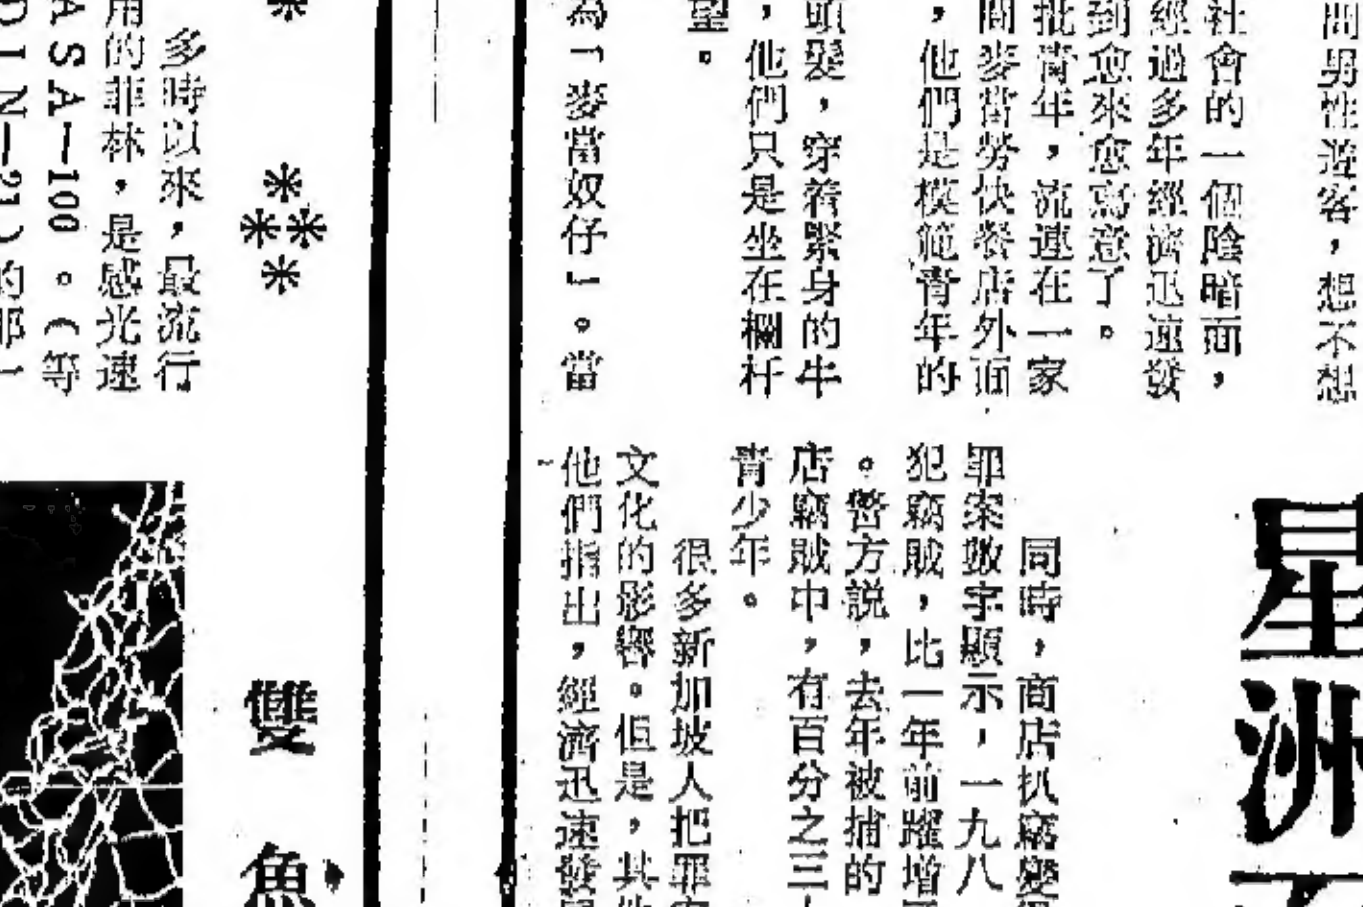 間男性遊客，想不想
社會的一個陰暗面，
經過多年經濟迅速發
到愈來愈寫意了。
批青年，流連在一家
間麥當勞快餐店外面
，他們是模範青年的
頭髮，穿着緊身的牛
，他們只是坐在欄杆
望。
為「麥當奴仔」。當
星洲
同時，商店扒竊變得
罪案數字顯示，一九八
犯竊賊，比一年前躍增
。警方說，去年被捕的
店竊賊中，有百分之三
青少年。
很多新加坡人把罪
文化的影響。但是，其他
他們指出，經濟迅速發
雙魚
多時以來，最流行
用的菲林，是感光速
ASA—100。（等
DIN—21）的那一